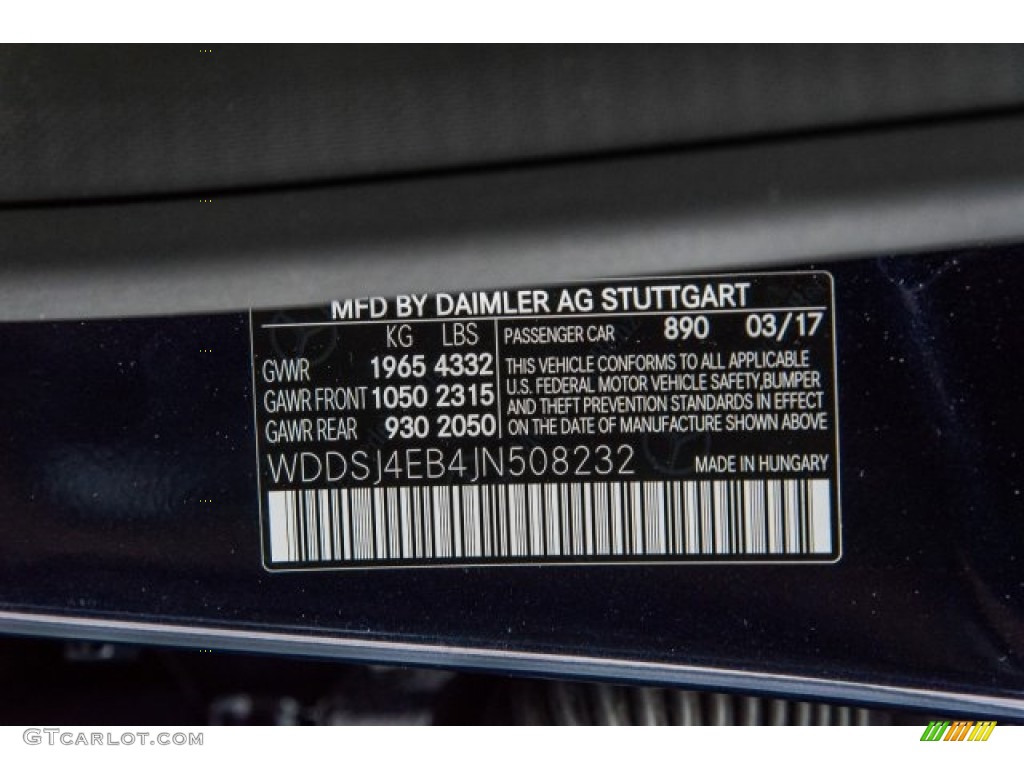 MFD BY DAIMLER AG STUTTGART
KG LBS
GVWR 1965 4332
GAWR FRONT 1050 2315
GAWR REAR 930 2050
PASSENGER CAR 890 03/17
THIS VEHICLE CONFORMS TO ALL APPLICABLE
U.S. FEDERAL MOTOR VEHICLE SAFETY,BUMPER
AND THEFT PREVENTION STANDARDS IN EFFECT
ON THE DATE OF MANUFACTURE SHOWN ABOVE
WDDSJ4EB4JN508232 MADE IN HUNGARY
GTcarlot.com